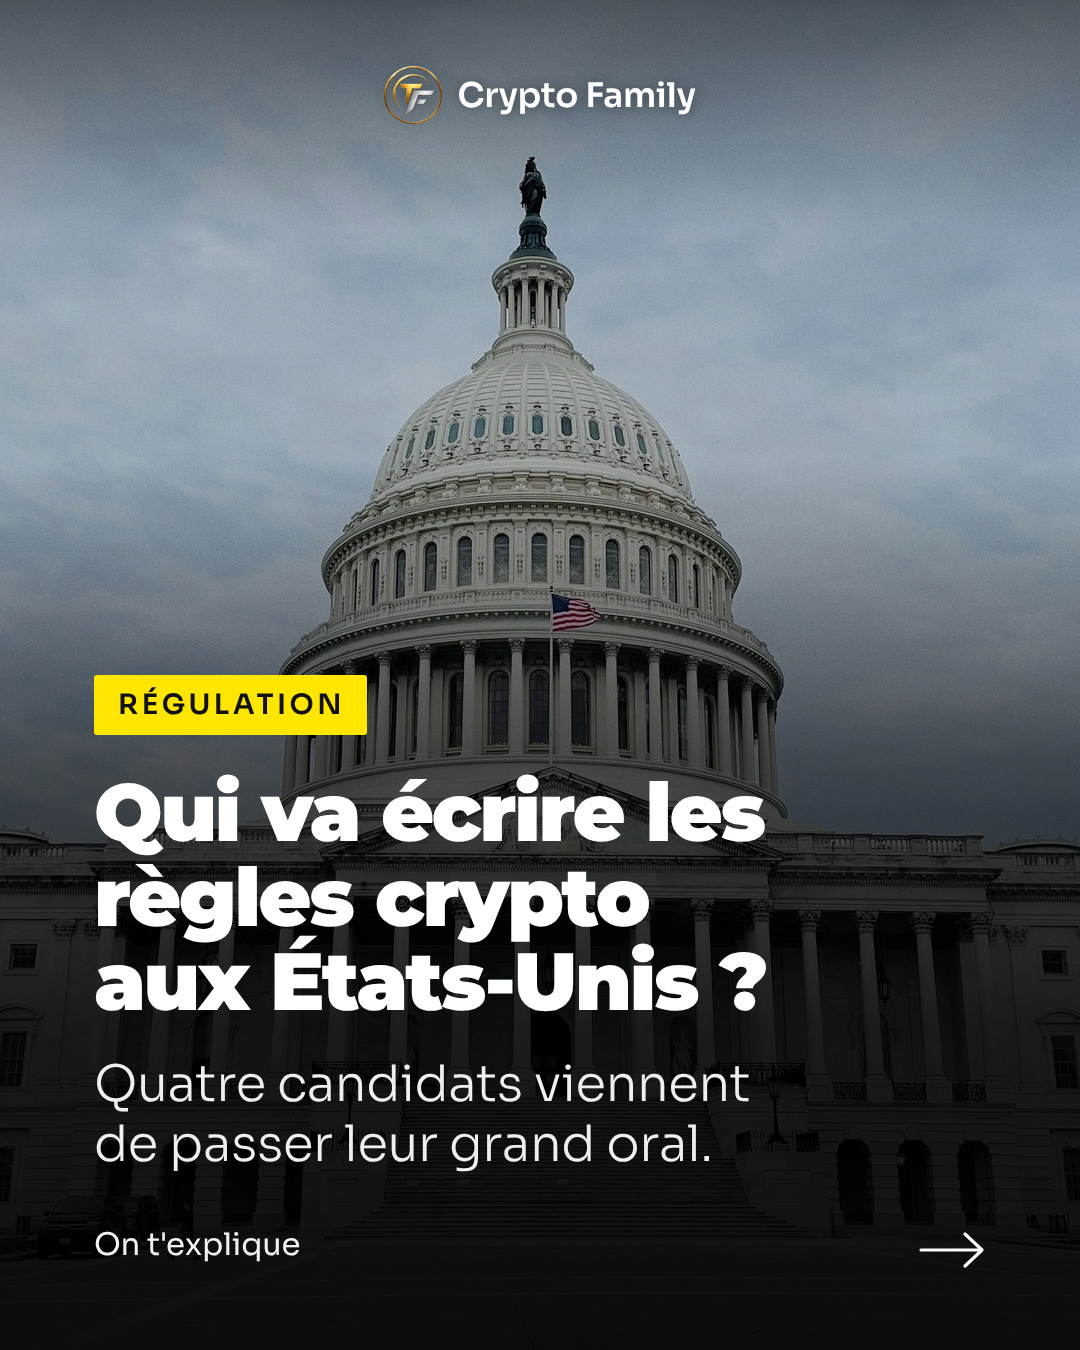 Crypto Family
RÉGULATION
Qui va écrire les
règles crypto
aux États-Unis ?
Quatre candidats viennent
de passer leur grand oral.
On t'explique